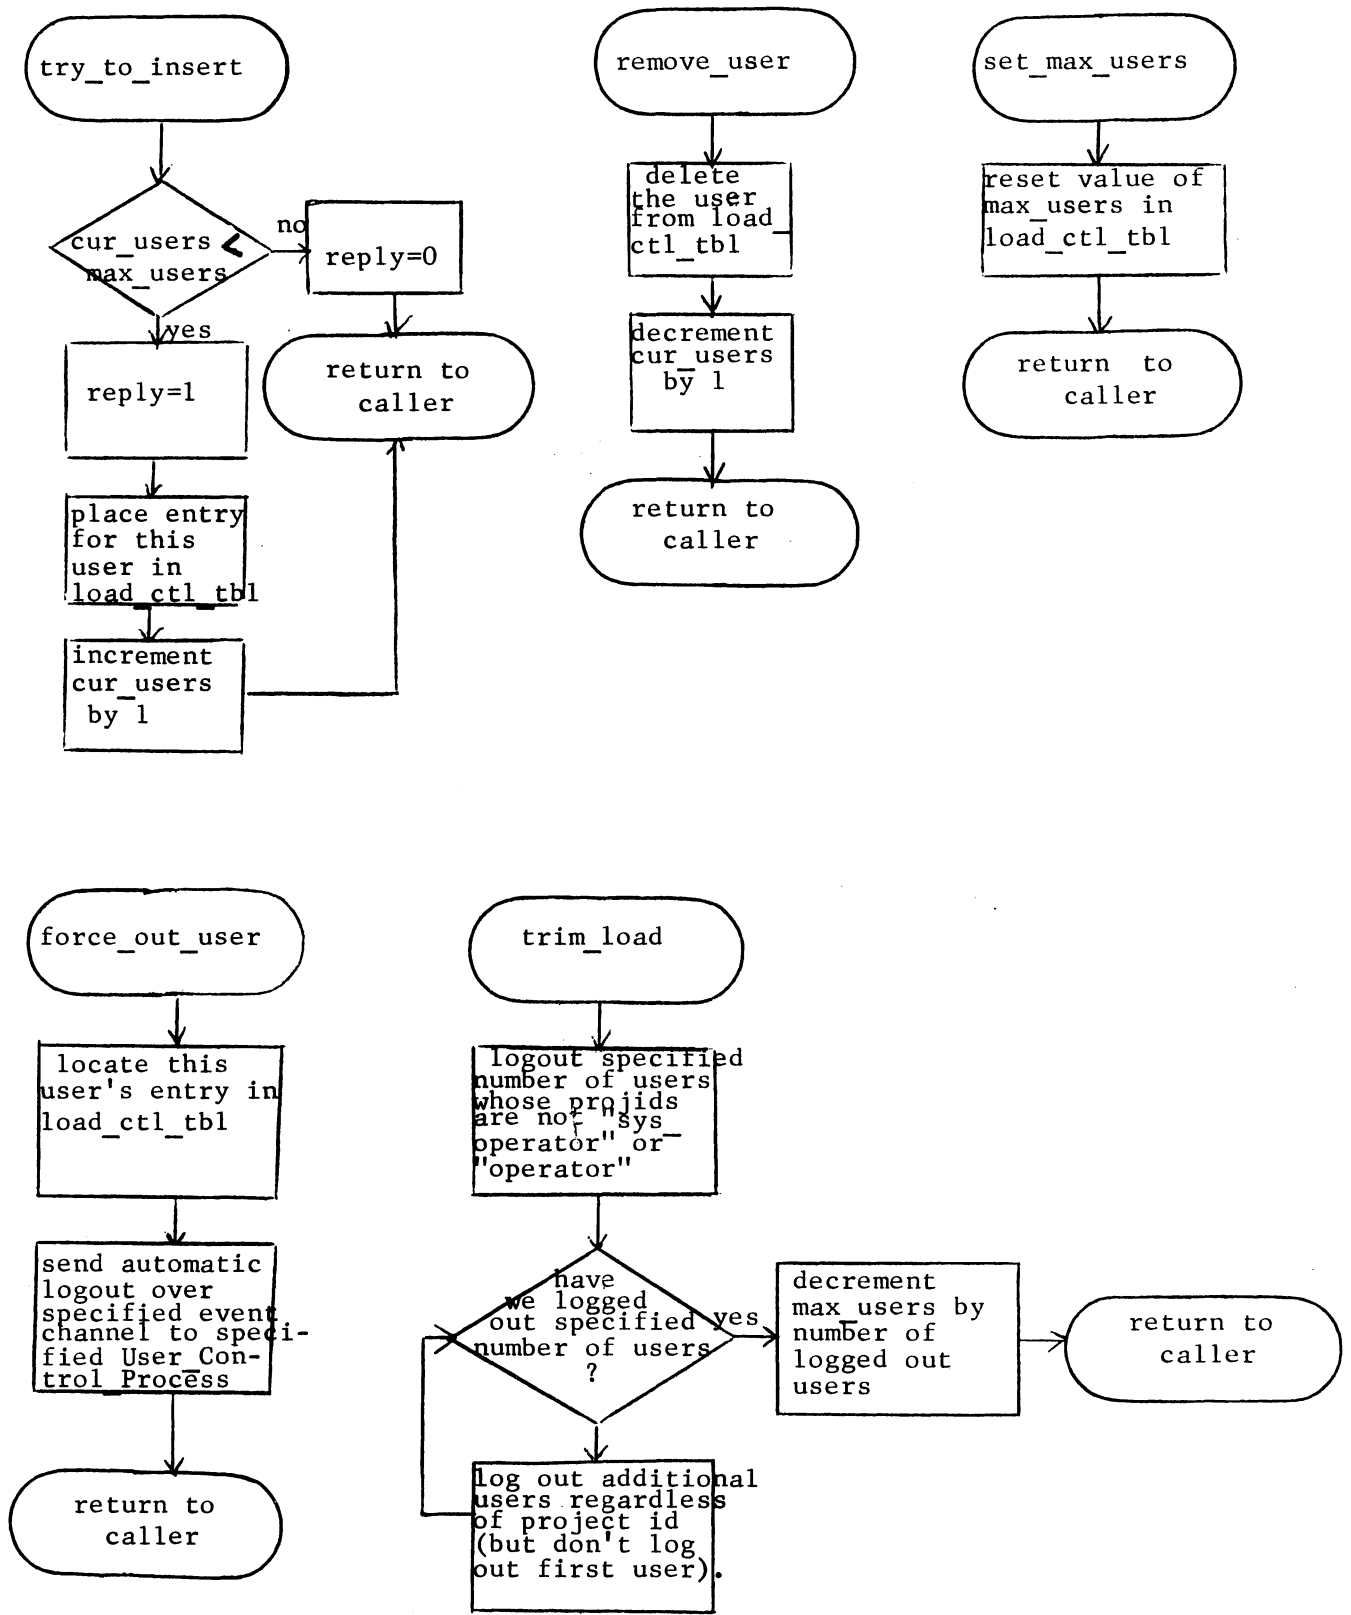 try_to_insert
cur_users <
max_users
no
reply=0
return to
caller
yes
reply=1
place entry
for this
user in
load_ctl_tbl
increment
cur_users
by 1
remove_user
delete
the user
from load_
ctl_tbl
decrement
cur_users
by 1
return to
caller
set_max_users
reset value of
max_users in
load_ctl_tbl
return to
caller
force_out_user
locate this
user's entry in
load_ctl_tbl
send automatic
logout over
specified event
channel to speci-
fied User_Con-
trol_Process
return to
caller
trim_load
logout specified
number of users
whose projids
are not "sys_
operator" or
"operator"
have
we logged
out specified
number of users
?
yes
decrement
max_users by
number of
logged out
users
return to
caller
log out additional
users regardless
of project id
(but don't log
out first user).